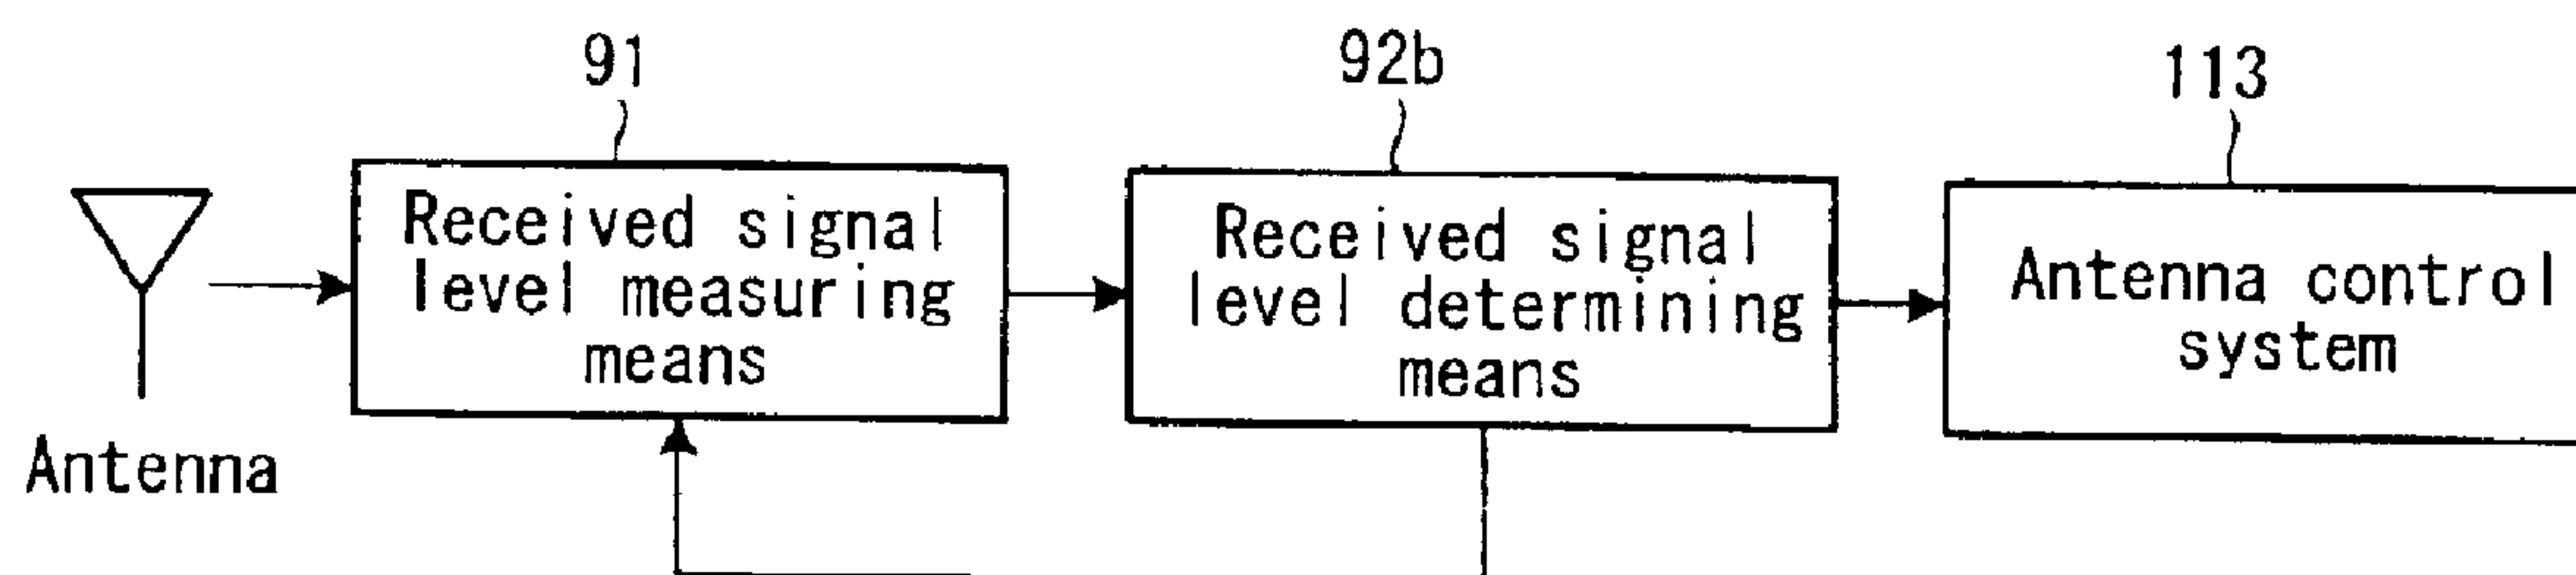 91
92b
113
Received signal
level measuring
means
Received signal
level determining
means
Antenna control
system
Antenna